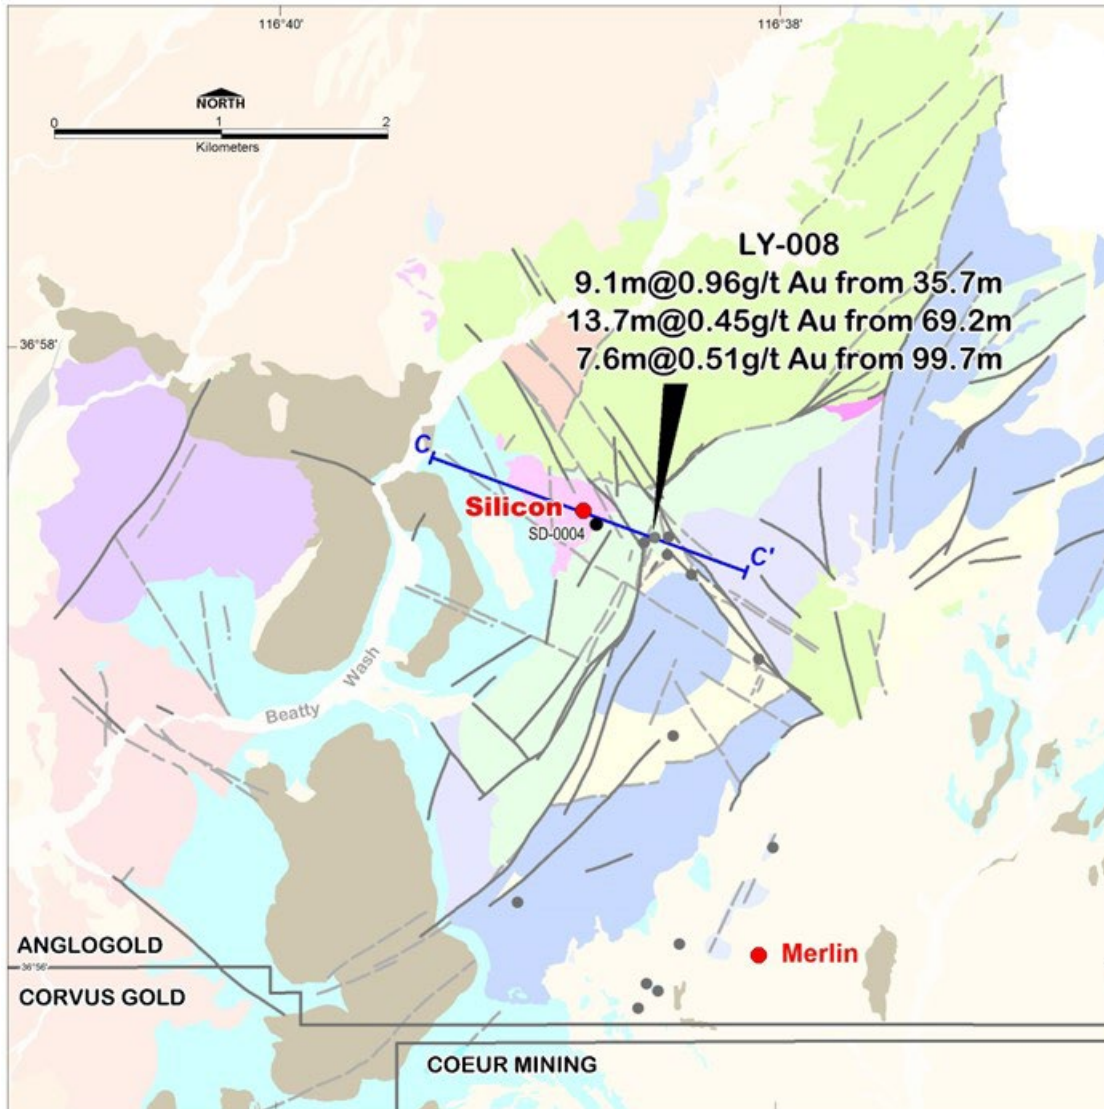 116°40'
116°38'
NORTH
0 1 2
Kilometers
LY-008
9.1m@0.96g/t Au from 35.7m
13.7m@0.45g/t Au from 69.2m
7.6m@0.51g/t Au from 99.7m
36°58'
C
Silicon
SD-0004
C'
Beatty Wash
Merlin
ANGLOGOLD
36°56'
CORVUS GOLD
COEUR MINING